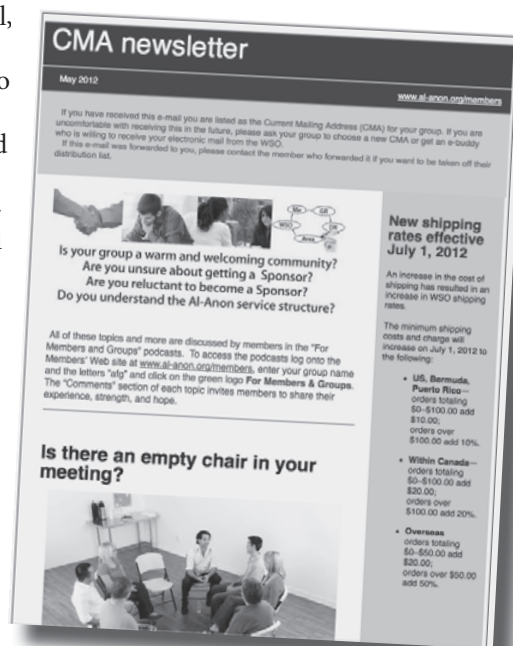 l,
o
d
CMA newsletter
May 2012
www.al-anon.org/members
If you have received this e-mail you are listed as the Current Mailing Address (CMA) for your group. If you are
uncomfortable with receiving this in the future, please ask your group to choose a new CMA or get an e-buddy
who is willing to receive your electronic mail from the WSO.
If this e-mail was forwarded to you, please contact the member who forwarded it if you want to be taken off their
distribution list.
Me
GR
WSO
DR
Area
Is your group a warm and welcoming community?
Are you unsure about getting a Sponsor?
Are you reluctant to become a Sponsor?
Do you understand the Al-Anon service structure?
All of these topics and more are discussed by members in the "For
Members and Groups" podcasts. To access the podcasts log onto the
Members' Web site at www.al-anon.org/members, enter your group name
and the letters "afg" and click on the green logo For Members & Groups.
The "Comments" section of each topic invites members to share their
experience, strength, and hope.
Is there an empty chair in your
meeting?
New shipping
rates effective
July 1, 2012
An increase in the cost of
shipping has resulted in an
increase in WSO shipping
rates.
The minimum shipping
costs and charge will
increase on July 1, 2012 to
the following:
• US, Bermuda,
Puerto Rico—
orders totaling
$0–$100.00 add
$10.00;
orders over
$100.00 add 10%.
• Within Canada—
orders totaling
$0–$100.00 add
$20.00;
orders over
$100.00 add 20%.
• Overseas
orders totaling
$0–$50.00 add
$20.00;
orders over $50.00
add 50%.